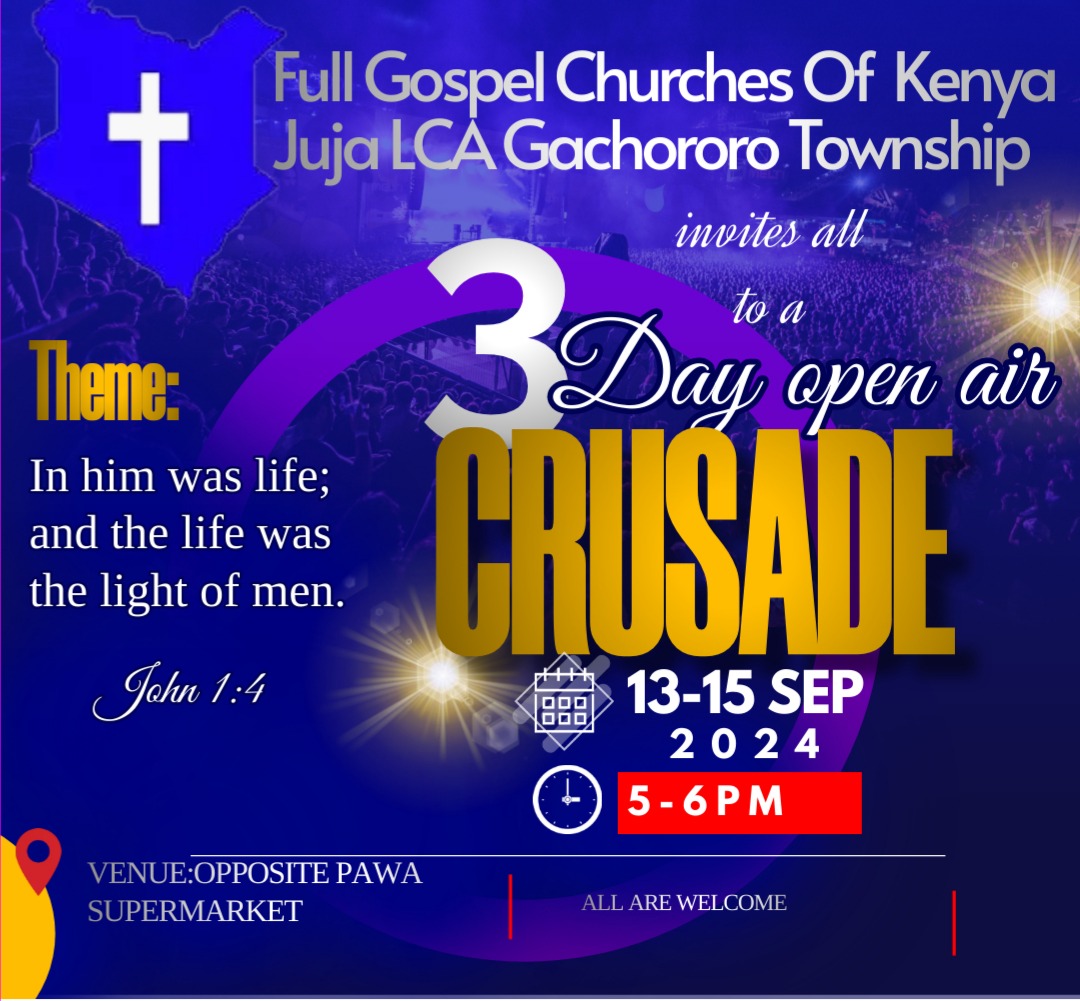 Full Gospel Churches Of Kenya
Juja LCA Gachororo Township
invites all
to a
3 Day open air
CRUSADE
Theme:
In him was life;
and the life was
the light of men.
John 1:4
13-15 SEP
2024
5-6PM
VENUE:OPPOSITE PAWA
SUPERMARKET
ALL ARE WELCOME